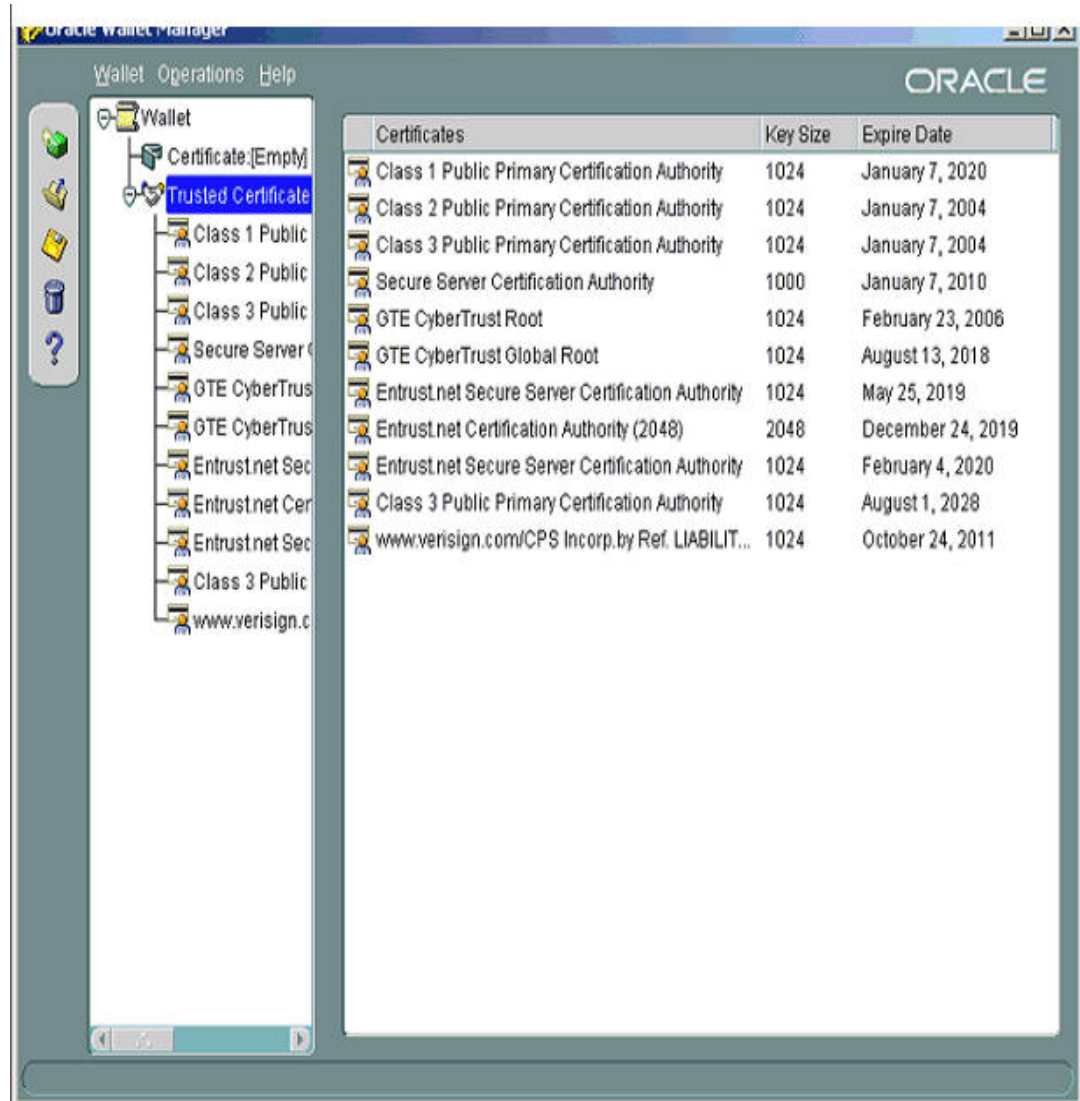 Oracle Wallet Manager
Wallet Operations Help
ORACLE
Wallet
Certificate:[Empty]
Trusted Certificate
Class 1 Public
Class 2 Public
Class 3 Public
Secure Server
GTE CyberTrus
GTE CyberTrus
Entrust.net Sec
Entrust.net Cer
Entrust.net Sec
Class 3 Public
www.verisign.c
Certificates Key Size Expire Date
Class 1 Public Primary Certification Authority 1024 January 7, 2020
Class 2 Public Primary Certification Authority 1024 January 7, 2004
Class 3 Public Primary Certification Authority 1024 January 7, 2004
Secure Server Certification Authority 1000 January 7, 2010
GTE CyberTrust Root 1024 February 23, 2006
GTE CyberTrust Global Root 1024 August 13, 2018
Entrust.net Secure Server Certification Authority 1024 May 25, 2019
Entrust.net Certification Authority (2048) 2048 December 24, 2019
Entrust.net Secure Server Certification Authority 1024 February 4, 2020
Class 3 Public Primary Certification Authority 1024 August 1, 2028
www.verisign.com/CPS Incorp.by Ref. LIABILIT... 1024 October 24, 2011